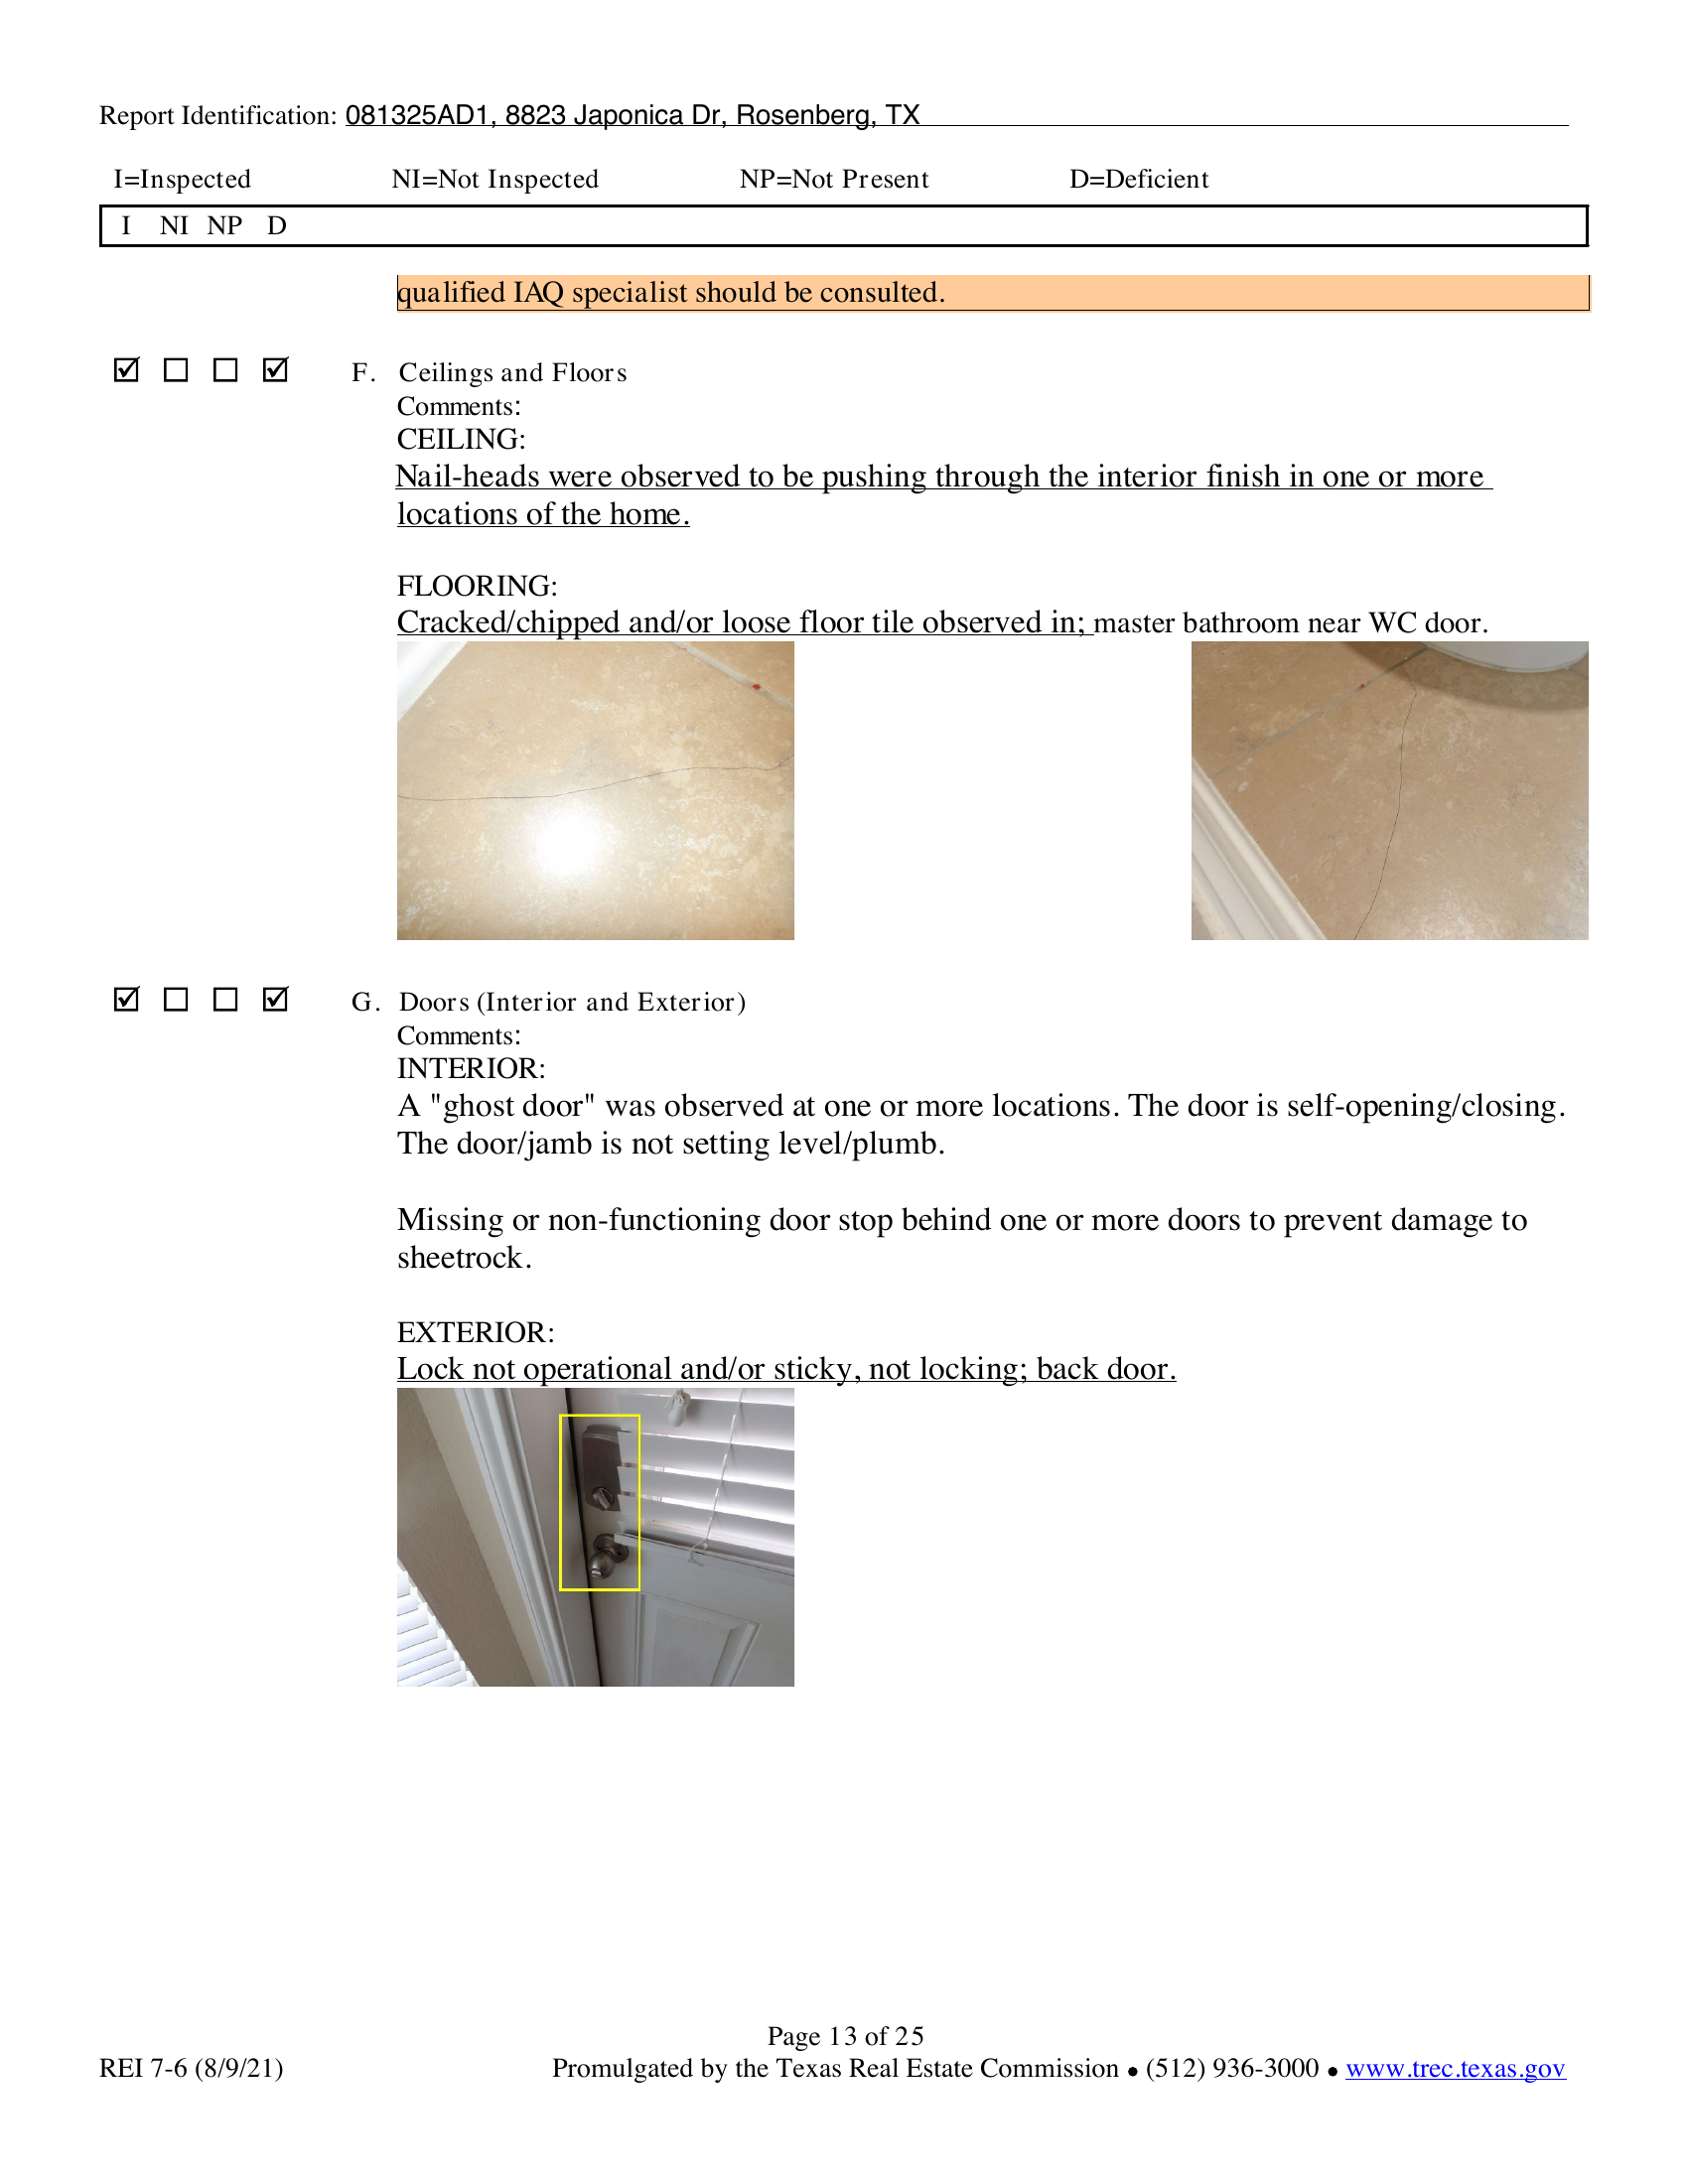 Report Identification: 081325AD1, 8823 Japonica Dr, Rosenberg, TX
I=Inspected NI=Not Inspected NP=Not Present D=Deficient
I NI NP D
qualified IAQ specialist should be consulted.
F. Ceilings and Floors
Comments:
CEILING:
Nail-heads were observed to be pushing through the interior finish in one or more
locations of the home.
FLOORING:
Cracked/chipped and/or loose floor tile observed in; master bathroom near WC door.
G. Doors (Interior and Exterior)
Comments:
INTERIOR:
A "ghost door" was observed at one or more locations. The door is self-opening/closing.
The door/jamb is not setting level/plumb.
Missing or non-functioning door stop behind one or more doors to prevent damage to
sheetrock.
EXTERIOR:
Lock not operational and/or sticky, not locking; back door.
Page 13 of 25
REI 7-6 (8/9/21) Promulgated by the Texas Real Estate Commission ● (512) 936-3000 ● www.trec.texas.gov